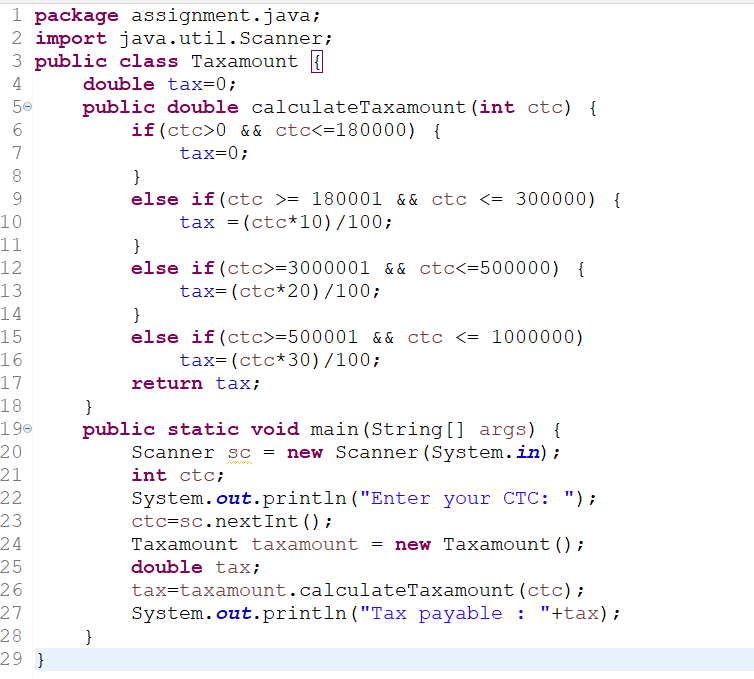 1 package assignment.java;
2 import java.util.Scanner;
3 public class Taxamount {
4     double tax=0;
5     public double calculateTaxamount(int ctc) {
6         if(ctc>0 && ctc<=180000) {
7             tax=0;
8         }
9         else if(ctc >= 180001 && ctc <= 300000) {
10             tax =(ctc*10)/100;
11         }
12         else if(ctc>=3000001 && ctc<=500000) {
13             tax=(ctc*20)/100;
14         }
15         else if(ctc>=500001 && ctc <= 1000000)
16             tax=(ctc*30)/100;
17         return tax;
18     }
19     public static void main(String[] args) {
20         Scanner sc = new Scanner(System.in);
21         int ctc;
22         System.out.println("Enter your CTC: ");
23         ctc=sc.nextInt();
24         Taxamount taxamount = new Taxamount();
25         double tax;
26         tax=taxamount.calculateTaxamount(ctc);
27         System.out.println("Tax payable : "+tax);
28     }
29 }